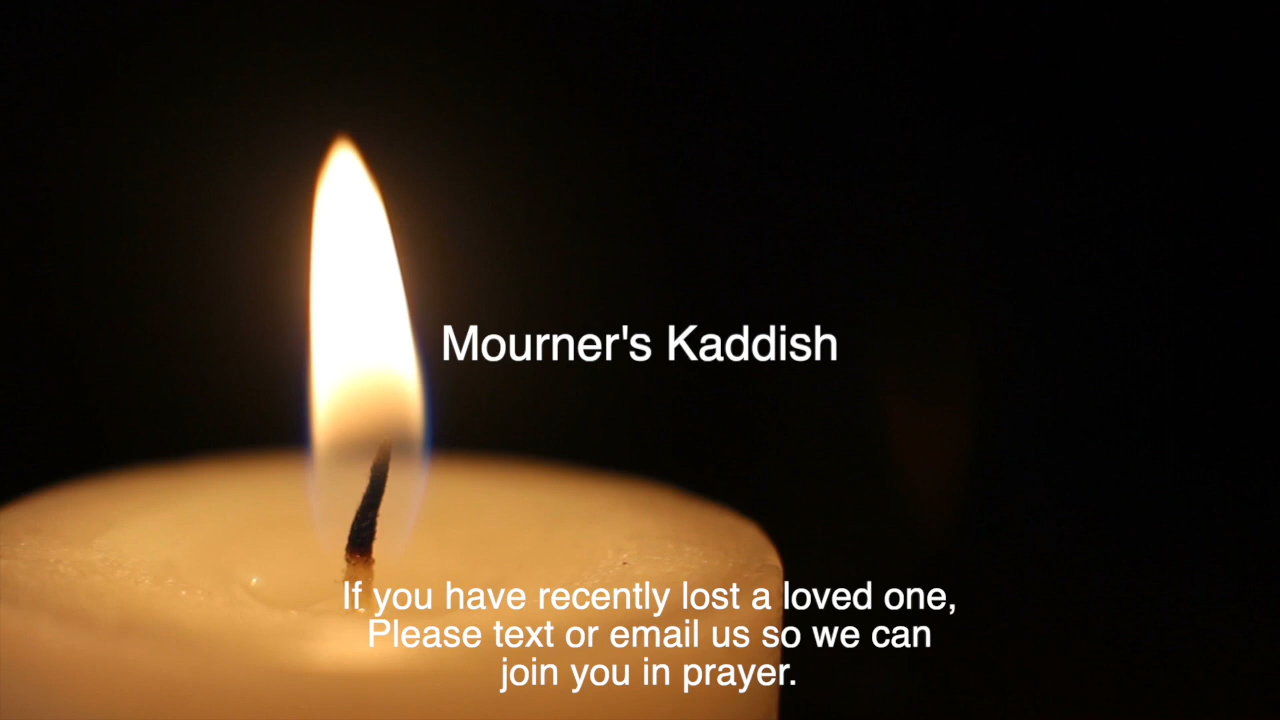 Mourner's Kaddish
If you have recently lost a loved one,
Please text or email us so we can
join you in prayer.